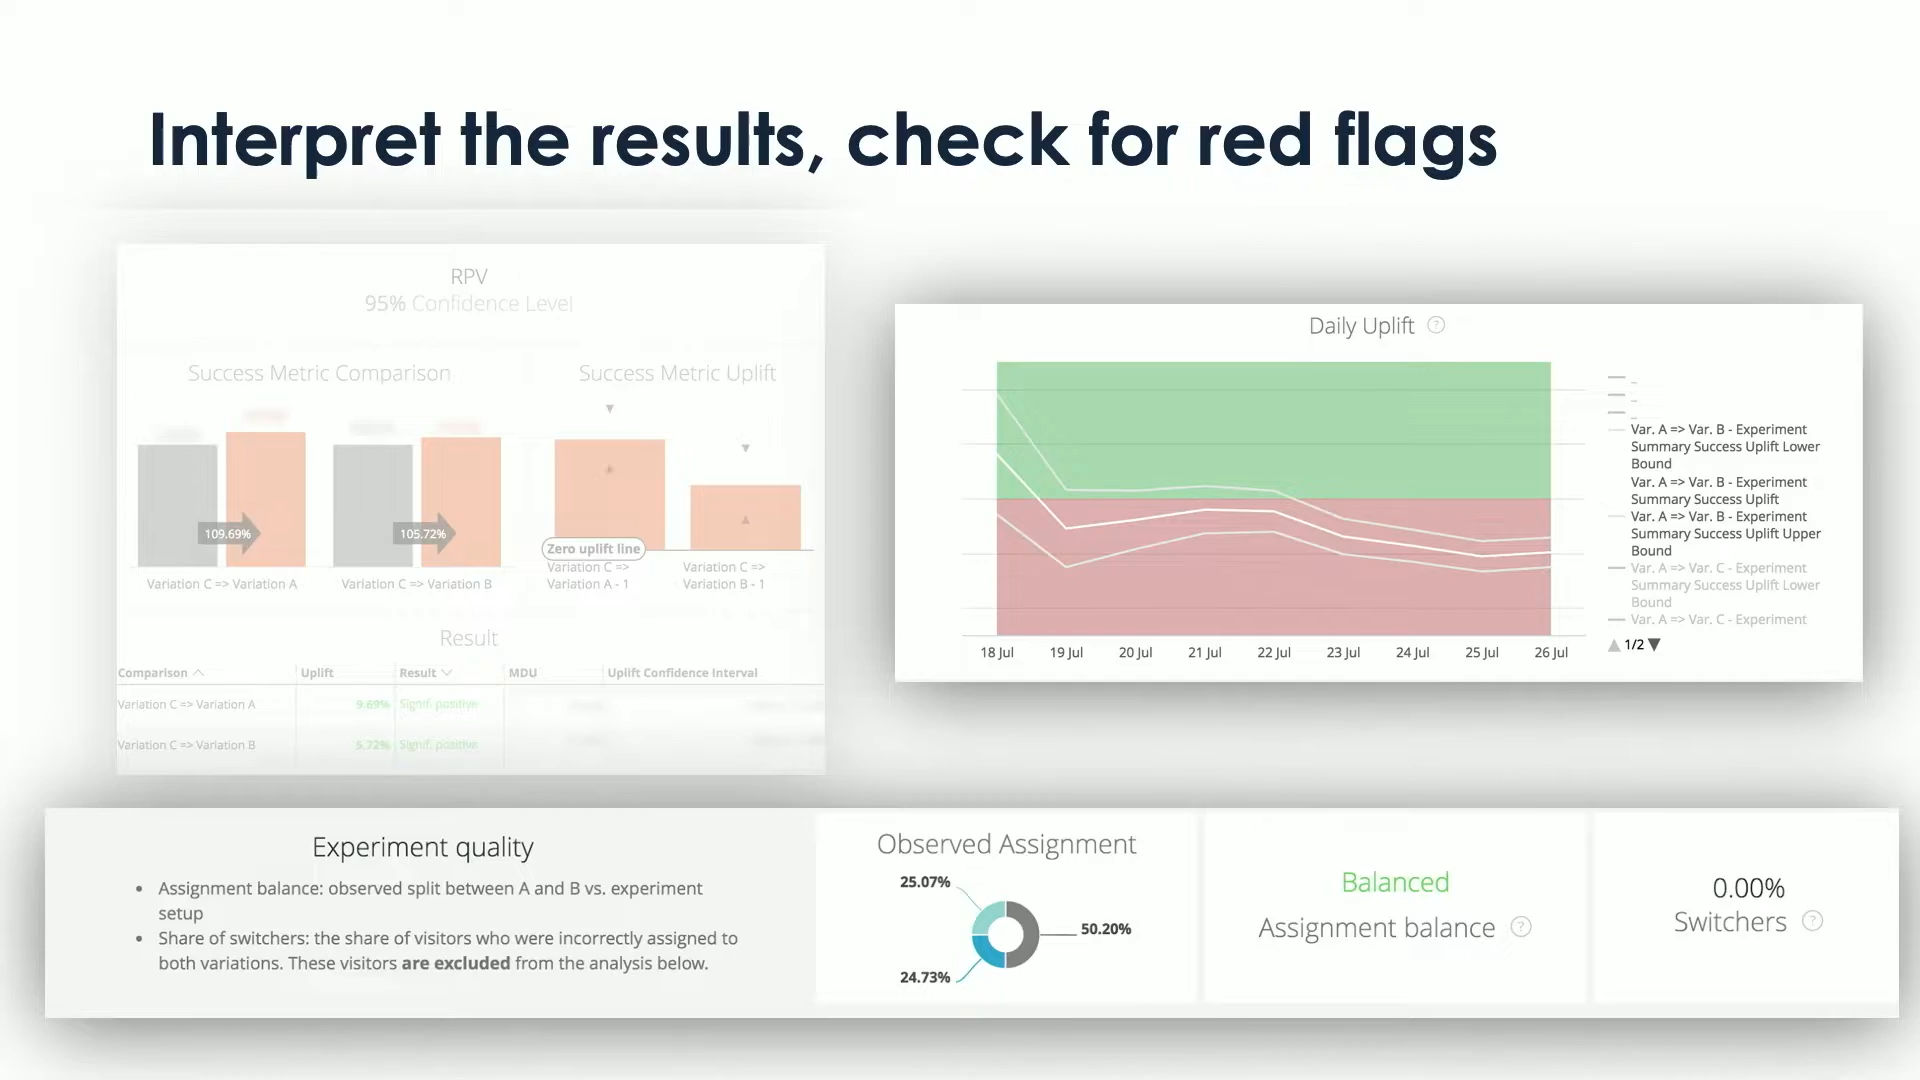 Interpret the results, check for red flags
RPV
95% Confidence Level
Success Metric Comparison
Success Metric Uplift
109.69%
105.72%
Zero uplift line
Variation C => Variation A
Variation C => Variation B
Variation C =>
Variation A - 1
Variation C =>
Variation B - 1
Result
Comparison
Uplift
Result
MDU
Uplift Confidence Interval
Variation C => Variation A
9.69%
Signif. positive
Variation C => Variation B
5.72%
Signif. positive
Daily Uplift ?
Var. A => Var. B - Experiment
Summary Success Uplift Lower
Bound
Var. A => Var. B - Experiment
Summary Success Uplift
Var. A => Var. B - Experiment
Summary Success Uplift Upper
Bound
Var. A => Var. C - Experiment
Summary Success Uplift Lower
Bound
Var. A => Var. C - Experiment
1/2
18 Jul
19 Jul
20 Jul
21 Jul
22 Jul
23 Jul
24 Jul
25 Jul
26 Jul
Experiment quality
• Assignment balance: observed split between A and B vs. experiment
setup
• Share of switchers: the share of visitors who were incorrectly assigned to
both variations. These visitors are excluded from the analysis below.
Observed Assignment
25.07%
50.20%
24.73%
Balanced
Assignment balance ?
0.00%
Switchers ?